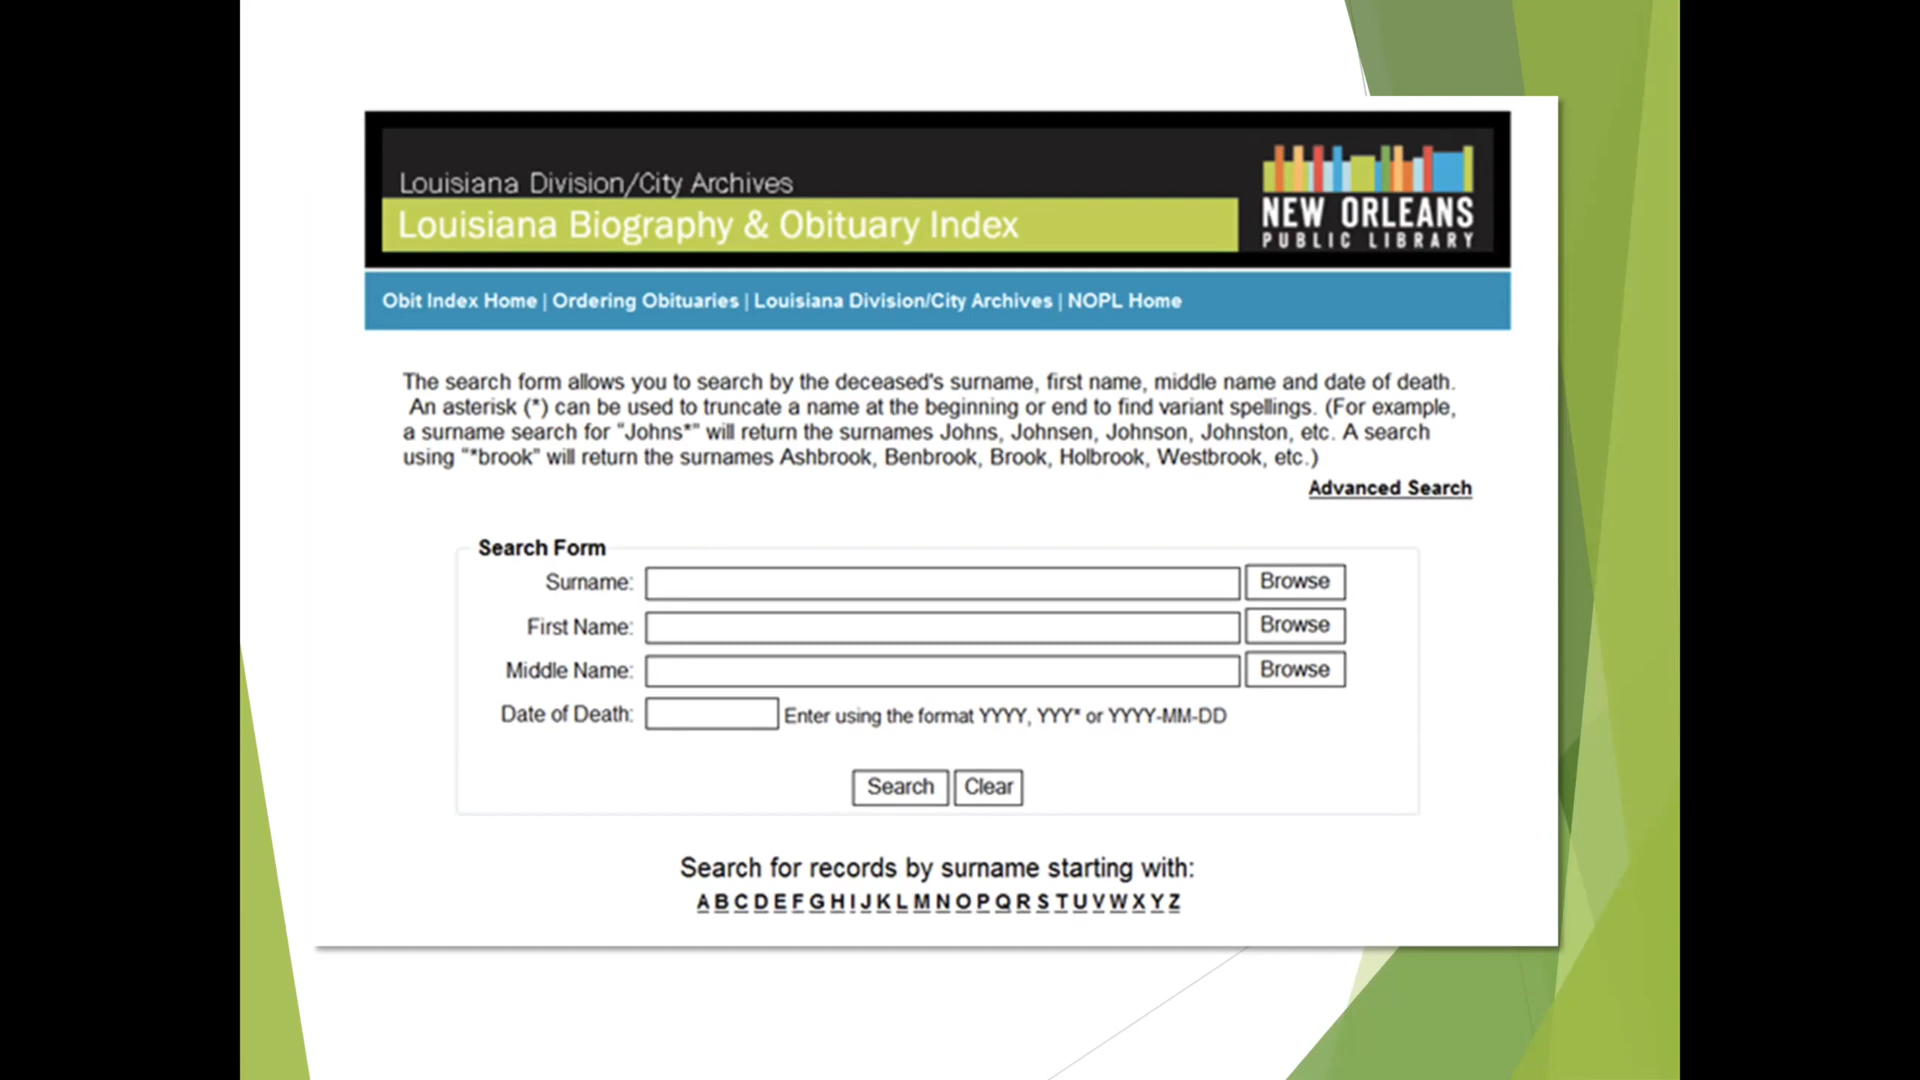 Louisiana Division/City Archives
Louisiana Biography & Obituary Index
NEW ORLEANS
PUBLIC LIBRARY
Obit Index Home | Ordering Obituaries | Louisiana Division/City Archives | NOPL Home
The search form allows you to search by the deceased's surname, first name, middle name and date of death.
An asterisk (*) can be used to truncate a name at the beginning or end to find variant spellings. (For example,
a surname search for "Johns*" will return the surnames Johns, Johnsen, Johnson, Johnston, etc. A search
using "*brook" will return the surnames Ashbrook, Benbrook, Brook, Holbrook, Westbrook, etc.)
Advanced Search
Search Form
Surname: Browse
First Name: Browse
Middle Name: Browse
Date of Death: Enter using the format YYYY, YYY* or YYYY-MM-DD
Search Clear
Search for records by surname starting with:
A B C D E F G H I J K L M N O P Q R S T U V W X Y Z